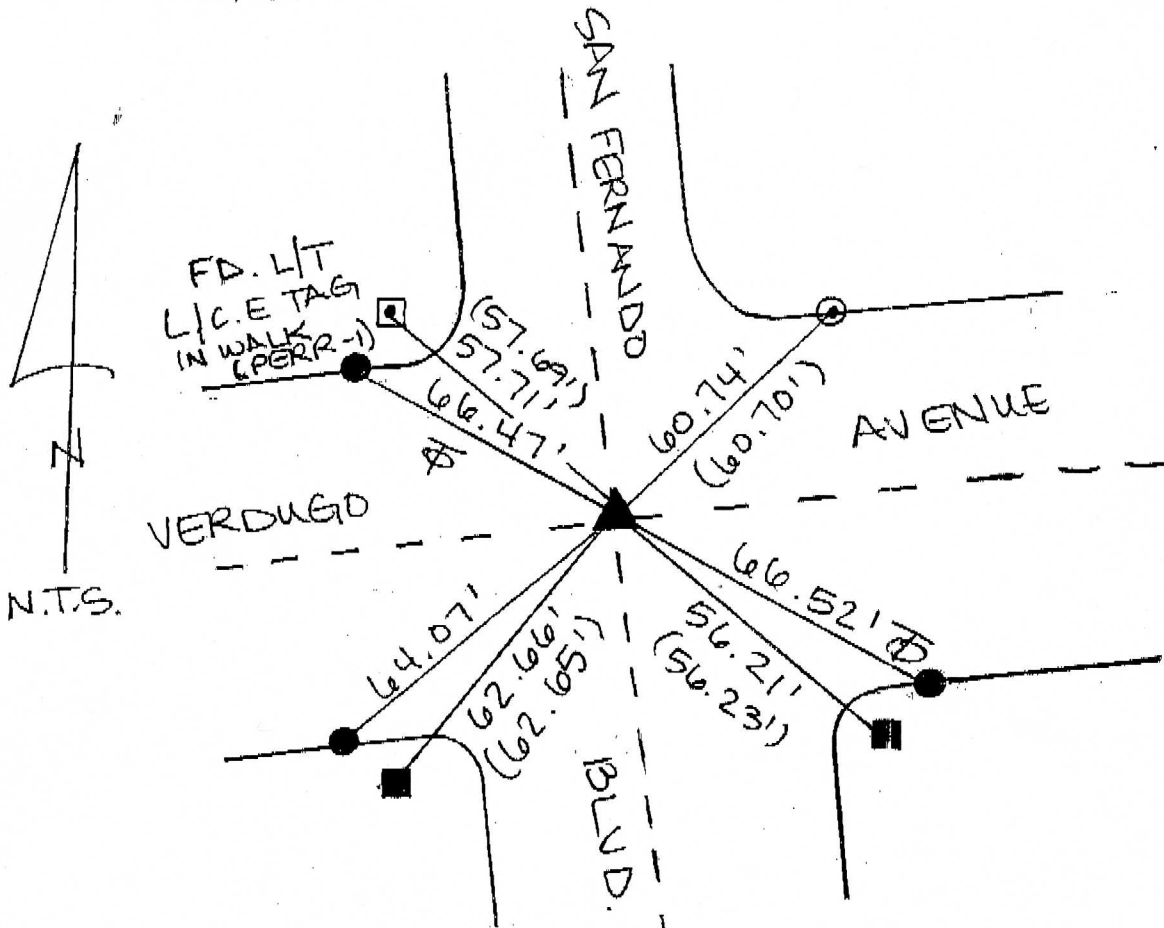 SAN FERNANDO
FD. L/T
L/C.E TAG
IN WALK
(PERR-1)
(57.69')
57.71'
66.47'
60.74'
(60.70')
AVENUE
VERDUGO
N
N.T.S.
64.07'
62.66'
(62.65')
66.52'
56.21'
(56.23')
BLVD.